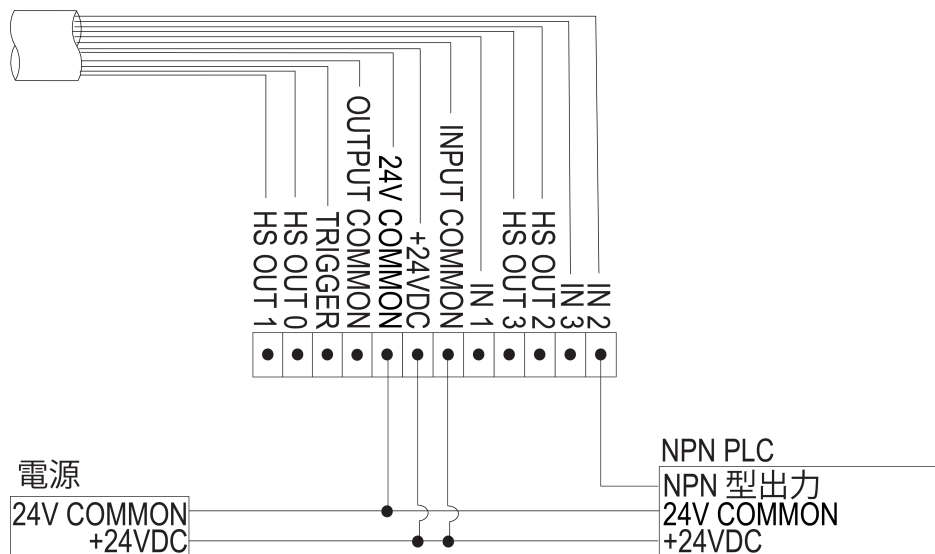 HS OUT 1
HS OUT 0
TRIGGER
OUTPUT COMMON
24V COMMON
+24VDC
INPUT COMMON
IN 1
HS OUT 3
HS OUT 2
IN 3
IN 2
電源
24V COMMON
+24VDC
NPN PLC
NPN 型出力
24V COMMON
+24VDC